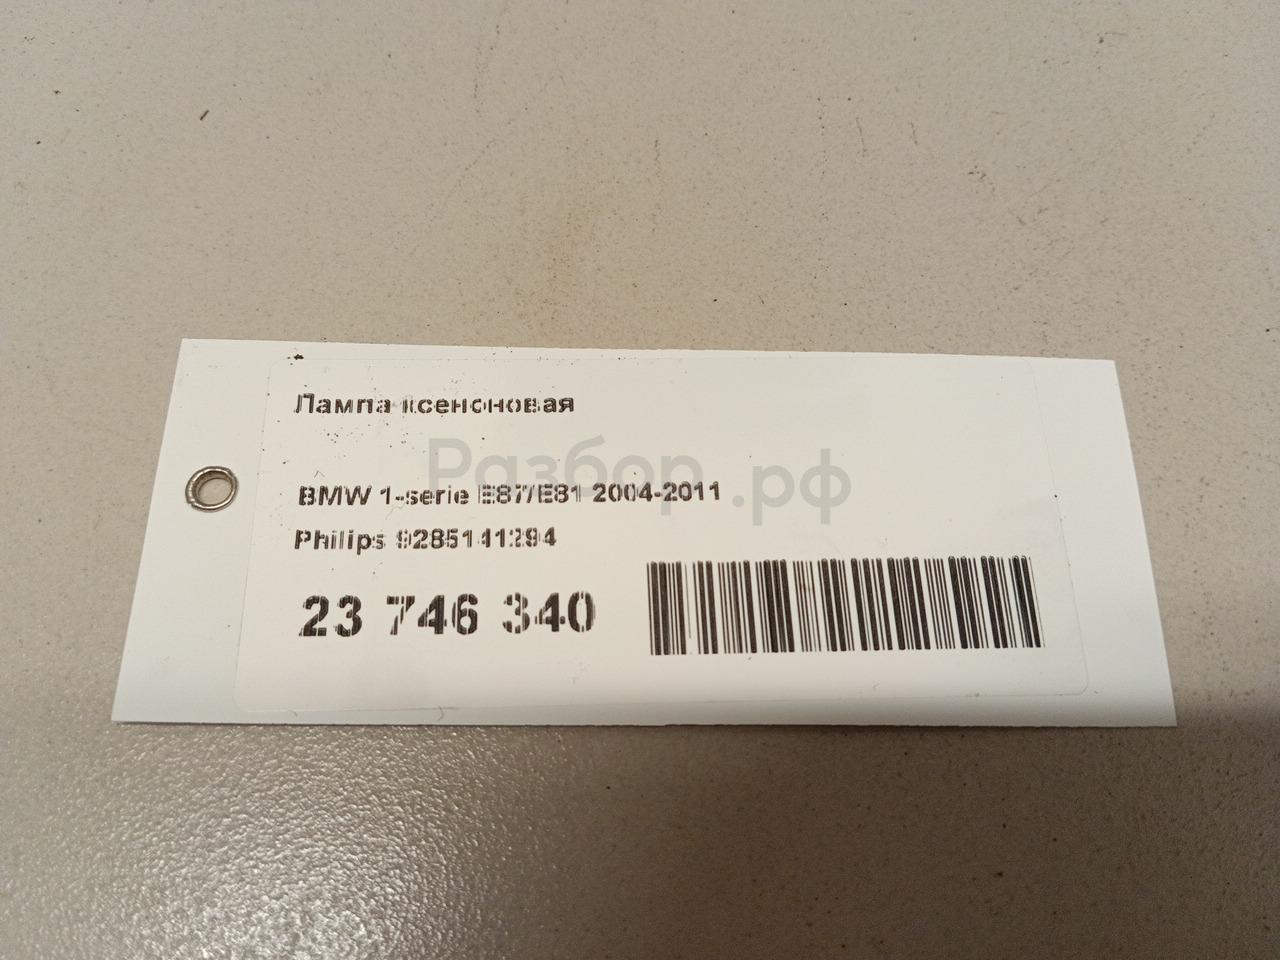 Лампа ксеноновая
Разбор.рф
BMW 1-serie E87/E81 2004-2011
Philips 9285141294
23 746 340